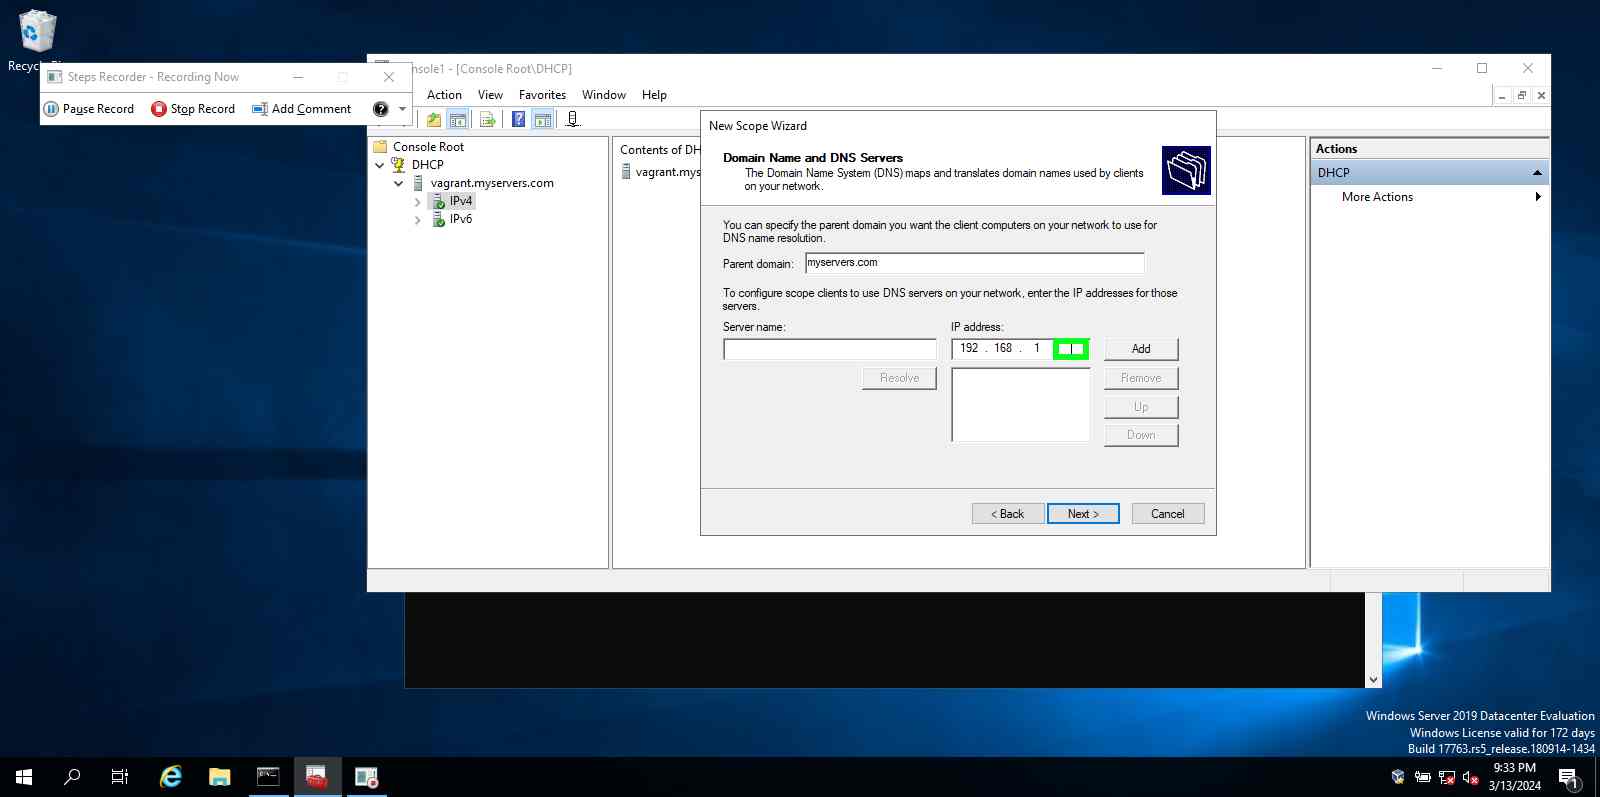 Steps Recorder - Recording Now
Pause Record
Stop Record
Add Comment
[Console Root\DHCP]
Action
View
Favorites
Window
Help
Console Root
DHCP
vagrant.myservers.com
IPv4
IPv6
Contents of DH
vagrant.mys
New Scope Wizard
Domain Name and DNS Servers
The Domain Name System (DNS) maps and translates domain names used by clients
on your network.
You can specify the parent domain you want the client computers on your network to use for
DNS name resolution.
Parent domain: myservers.com
To configure scope clients to use DNS servers on your network, enter the IP addresses for those
servers.
Server name:
IP address:
192 . 168 . 1
Add
Resolve
Remove
Up
Down
< Back
Next >
Cancel
Actions
DHCP
More Actions
Windows Server 2019 Datacenter Evaluation
Windows License valid for 172 days
Build 17763.rs5_release.180914-1434
9:33 PM
3/13/2024
1